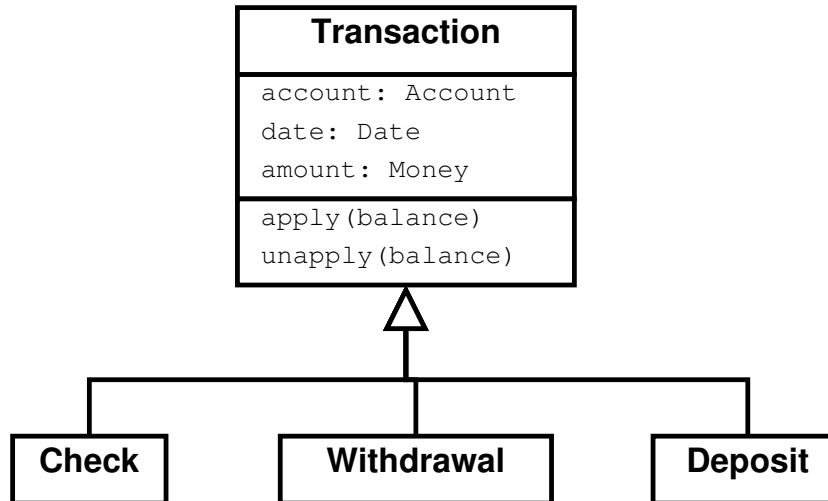 Transaction
account: Account
date: Date
amount: Money
apply(balance)
unapply(balance)
Check
Withdrawal
Deposit